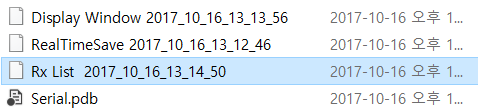 Display Window 2017_10_16_13_13_56 2017-10-16 오후 1...
RealTimeSave 2017_10_16_13_12_46 2017-10-16 오후 1...
Rx List  2017_10_16_13_14_50 2017-10-16 오후 1...
Serial.pdb 2017-10-16 오후 1...